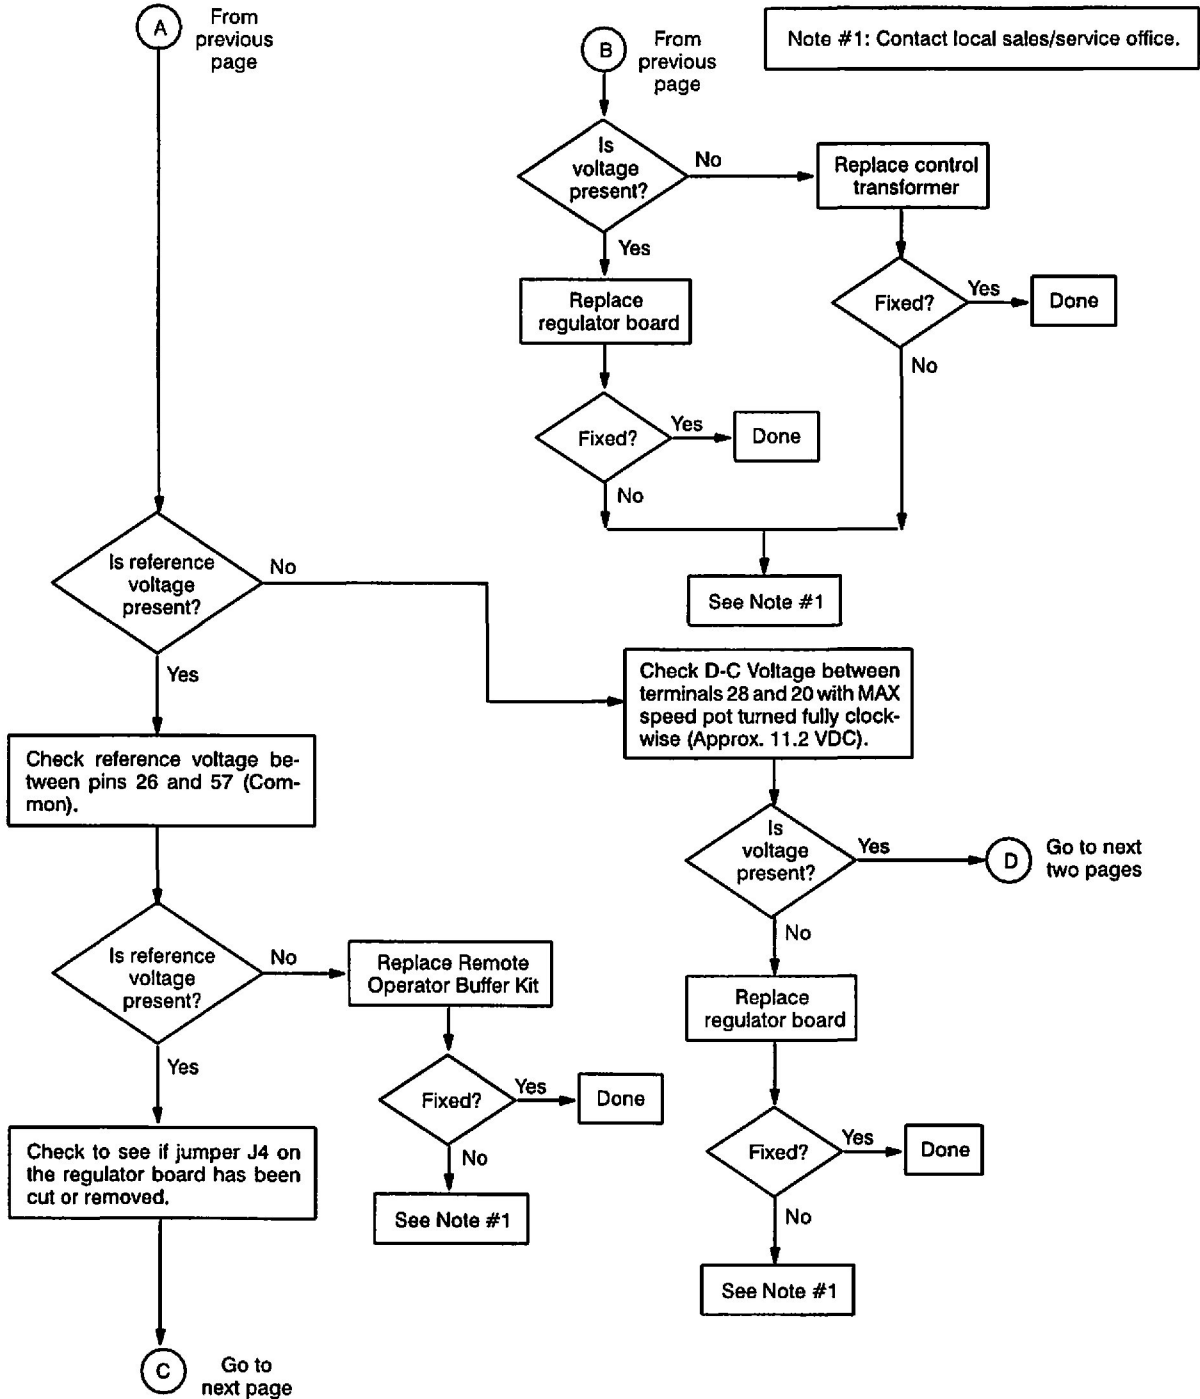 A
From
previous
page
B
From
previous
page
Note #1: Contact local sales/service office.
Is
voltage
present?
No
Replace control
transformer
Yes
Replace
regulator board
Fixed?
Yes
Done
No
Fixed?
Yes
Done
No
See Note #1
Is reference
voltage
present?
No
Yes
Check D-C Voltage between
terminals 28 and 20 with MAX
speed pot turned fully clock-
wise (Approx. 11.2 VDC).
Check reference voltage be-
tween pins 26 and 57 (Com-
mon).
Is
voltage
present?
Yes
D
Go to next
two pages
No
Is reference
voltage
present?
No
Replace Remote
Operator Buffer Kit
Yes
Replace
regulator board
Fixed?
Yes
Done
No
See Note #1
Fixed?
Yes
Done
No
See Note #1
Check to see if jumper J4 on
the regulator board has been
cut or removed.
C
Go to
next page